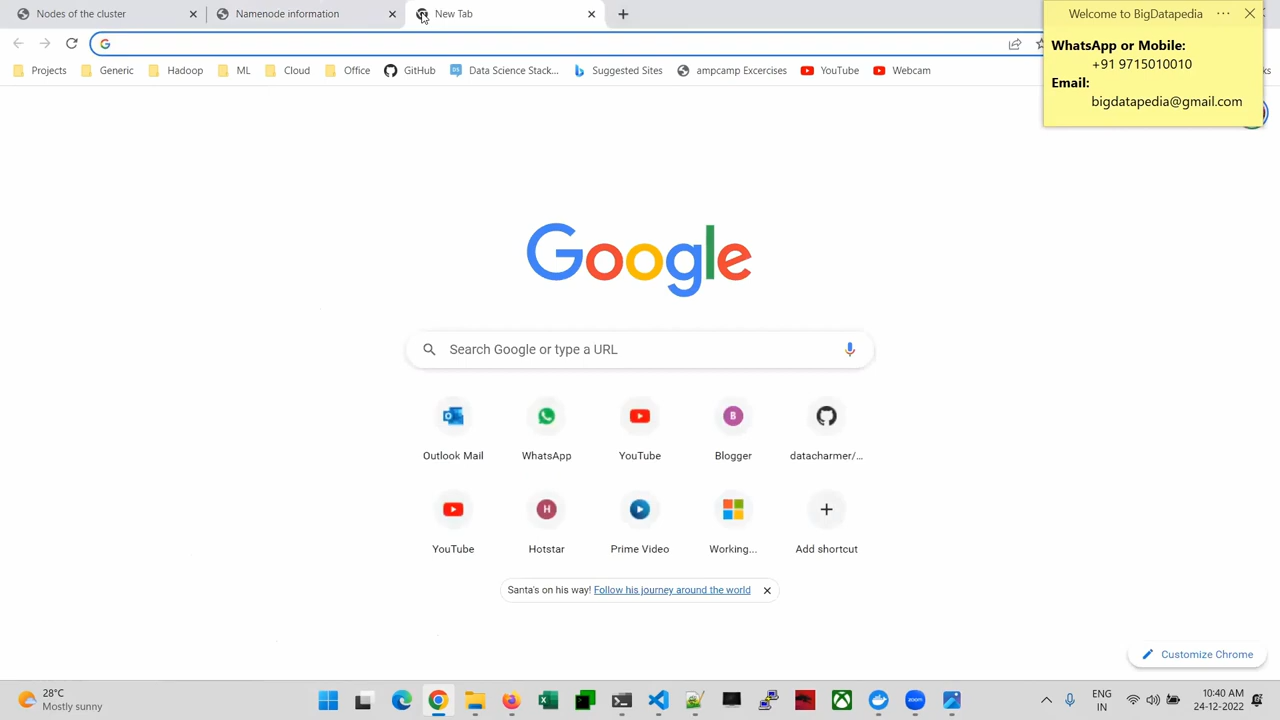 Nodes of the cluster
Namenode information
New Tab
Welcome to BigDatapedia
WhatsApp or Mobile:
+91 9715010010
Email:
bigdatapedia@gmail.com
Projects
Generic
Hadoop
ML
Cloud
Office
GitHub
Data Science Stack...
Suggested Sites
ampcamp Excercises
YouTube
Webcam
ks
Google
Search Google or type a URL
Outlook Mail
WhatsApp
YouTube
B
Blogger
datacharmer/...
YouTube
H
Hotstar
Prime Video
Working...
Add shortcut
Santa's on his way! Follow his journey around the world
Customize Chrome
28°C
Mostly sunny
zoom
ENG
IN
10:40 AM
24-12-2022